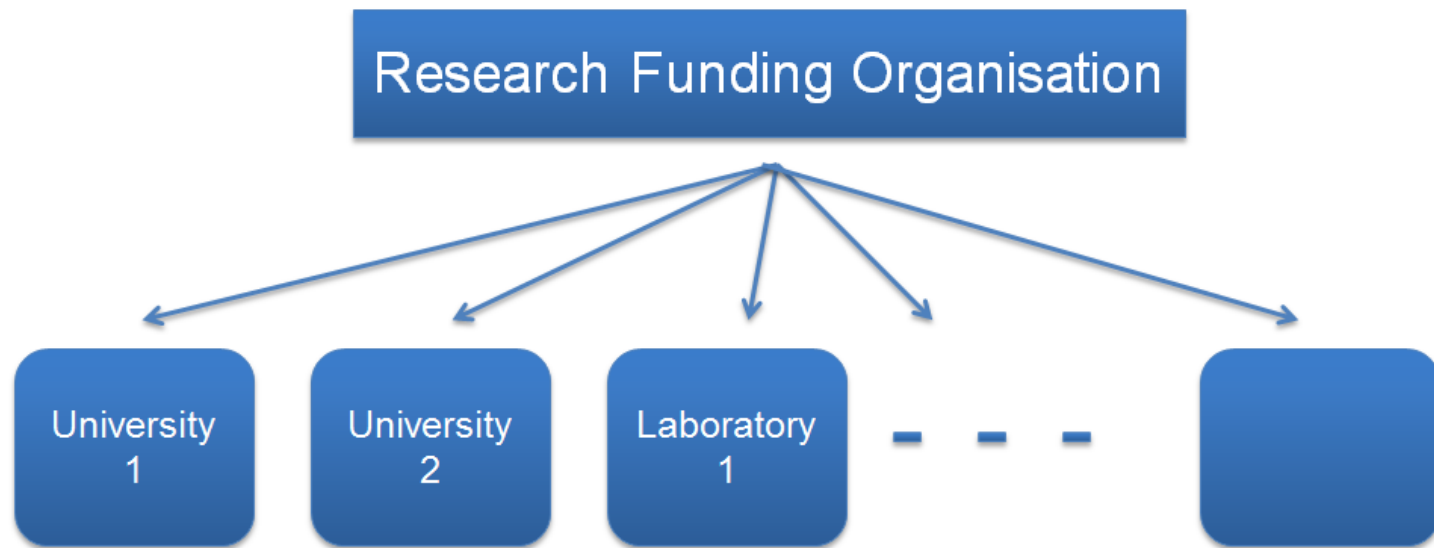 Research Funding Organisation
University
1
University
2
Laboratory
1
- - -